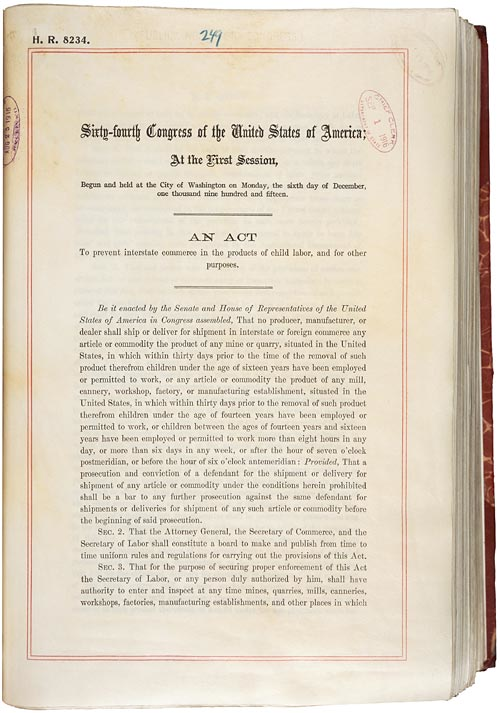 H. R. 8234.
249
Sixty-fourth Congress of the United States of America;
At the First Session,
Begun and held at the City of Washington on Monday, the sixth day of December,
one thousand nine hundred and fifteen.
AN ACT
To prevent interstate commerce in the products of child labor, and for other
purposes.
Be it enacted by the Senate and House of Representatives of the United
States of America in Congress assembled, That no producer, manufacturer, or
dealer shall ship or deliver for shipment in interstate or foreign commerce any
article or commodity the product of any mine or quarry, situated in the United
States, in which within thirty days prior to the time of the removal of such
product therefrom children under the age of sixteen years have been employed
or permitted to work, or any article or commodity the product of any mill,
cannery, workshop, factory, or manufacturing establishment, situated in the
United States, in which within thirty days prior to the removal of such product
therefrom children under the age of fourteen years have been employed or
permitted to work, or children between the ages of fourteen years and sixteen
years have been employed or permitted to work more than eight hours in any
day, or more than six days in any week, or after the hour of seven o'clock
postmeridian, or before the hour of six o'clock antemeridian: Provided, That a
prosecution and conviction of a defendant for the shipment or delivery for
shipment of any article or commodity under the conditions herein prohibited
shall be a bar to any further prosecution against the same defendant for
shipments or deliveries for shipment of any such article or commodity before
the beginning of said prosecution.
SEC. 2. That the Attorney General, the Secretary of Commerce, and the
Secretary of Labor shall constitute a board to make and publish from time to
time uniform rules and regulations for carrying out the provisions of this Act.
SEC. 3. That for the purpose of securing proper enforcement of this Act
the Secretary of Labor, or any person duly authorized by him, shall have
authority to enter and inspect at any time mines, quarries, mills, canneries,
workshops, factories, manufacturing establishments, and other places in which
CHIEF CLERK
SEP 1 1916